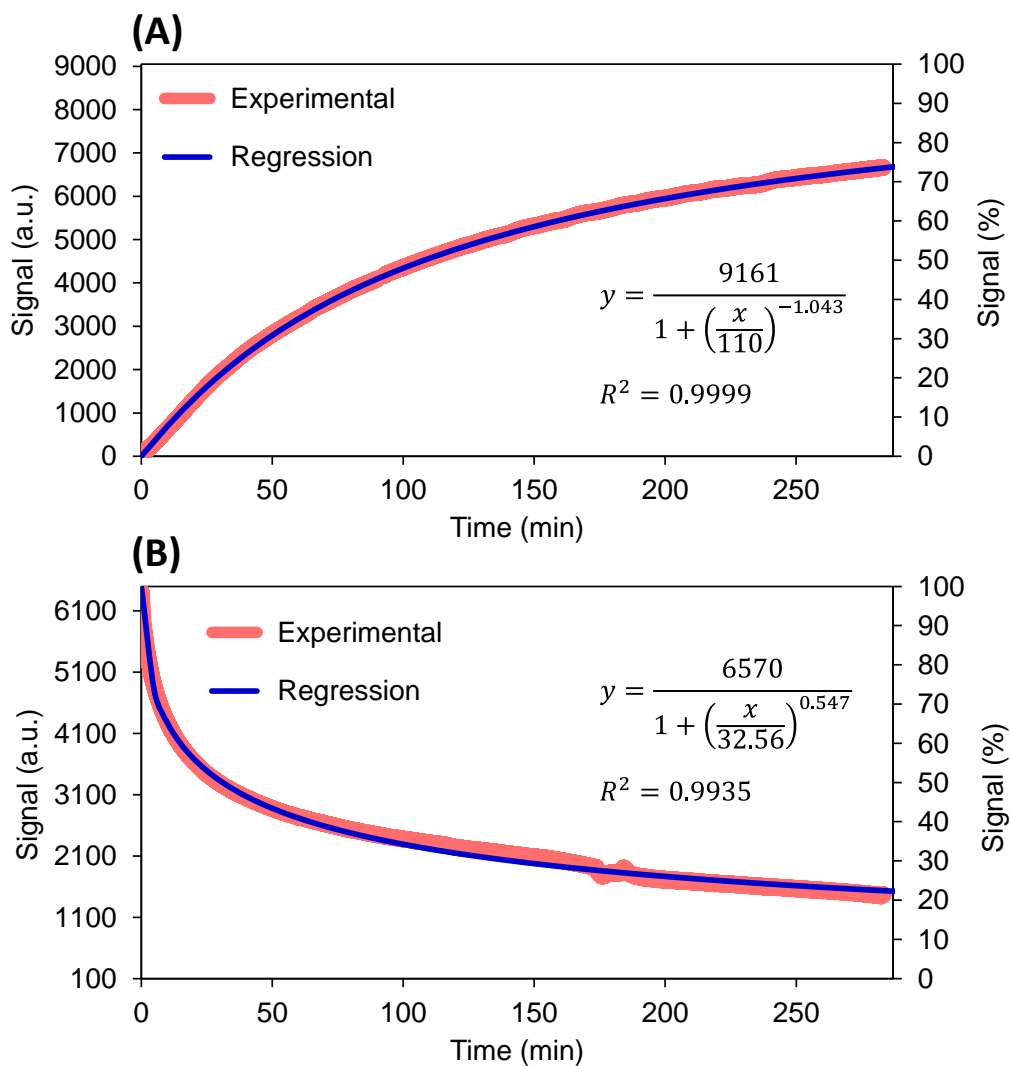 (A)
9000
8000
7000
6000
5000
4000
3000
2000
1000
0
Signal (a.u.)
Experimental
Regression
y = 9161 / (1 + (x/110)^−1.043)
R² = 0.9999
100
90
80
70
60
50
40
30
20
10
0
Signal (%)
0 50 100 150 200 250
Time (min)
(B)
6100
5100
4100
3100
2100
1100
100
Signal (a.u.)
Experimental
Regression
y = 6570 / (1 + (x/32.56)^0.547)
R² = 0.9935
100
90
80
70
60
50
40
30
20
10
0
Signal (%)
0 50 100 150 200 250
Time (min)